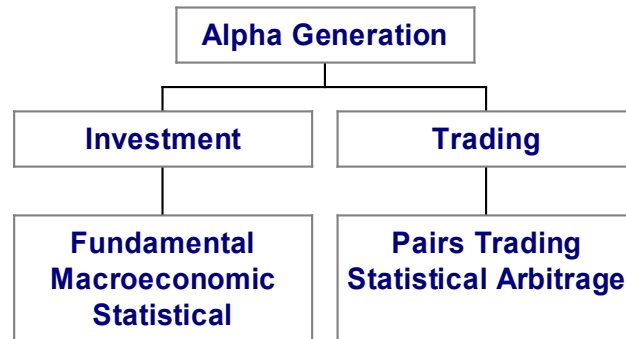 Alpha Generation
Investment
Trading
Fundamental
Macroeconomic
Statistical
Pairs Trading
Statistical Arbitrage